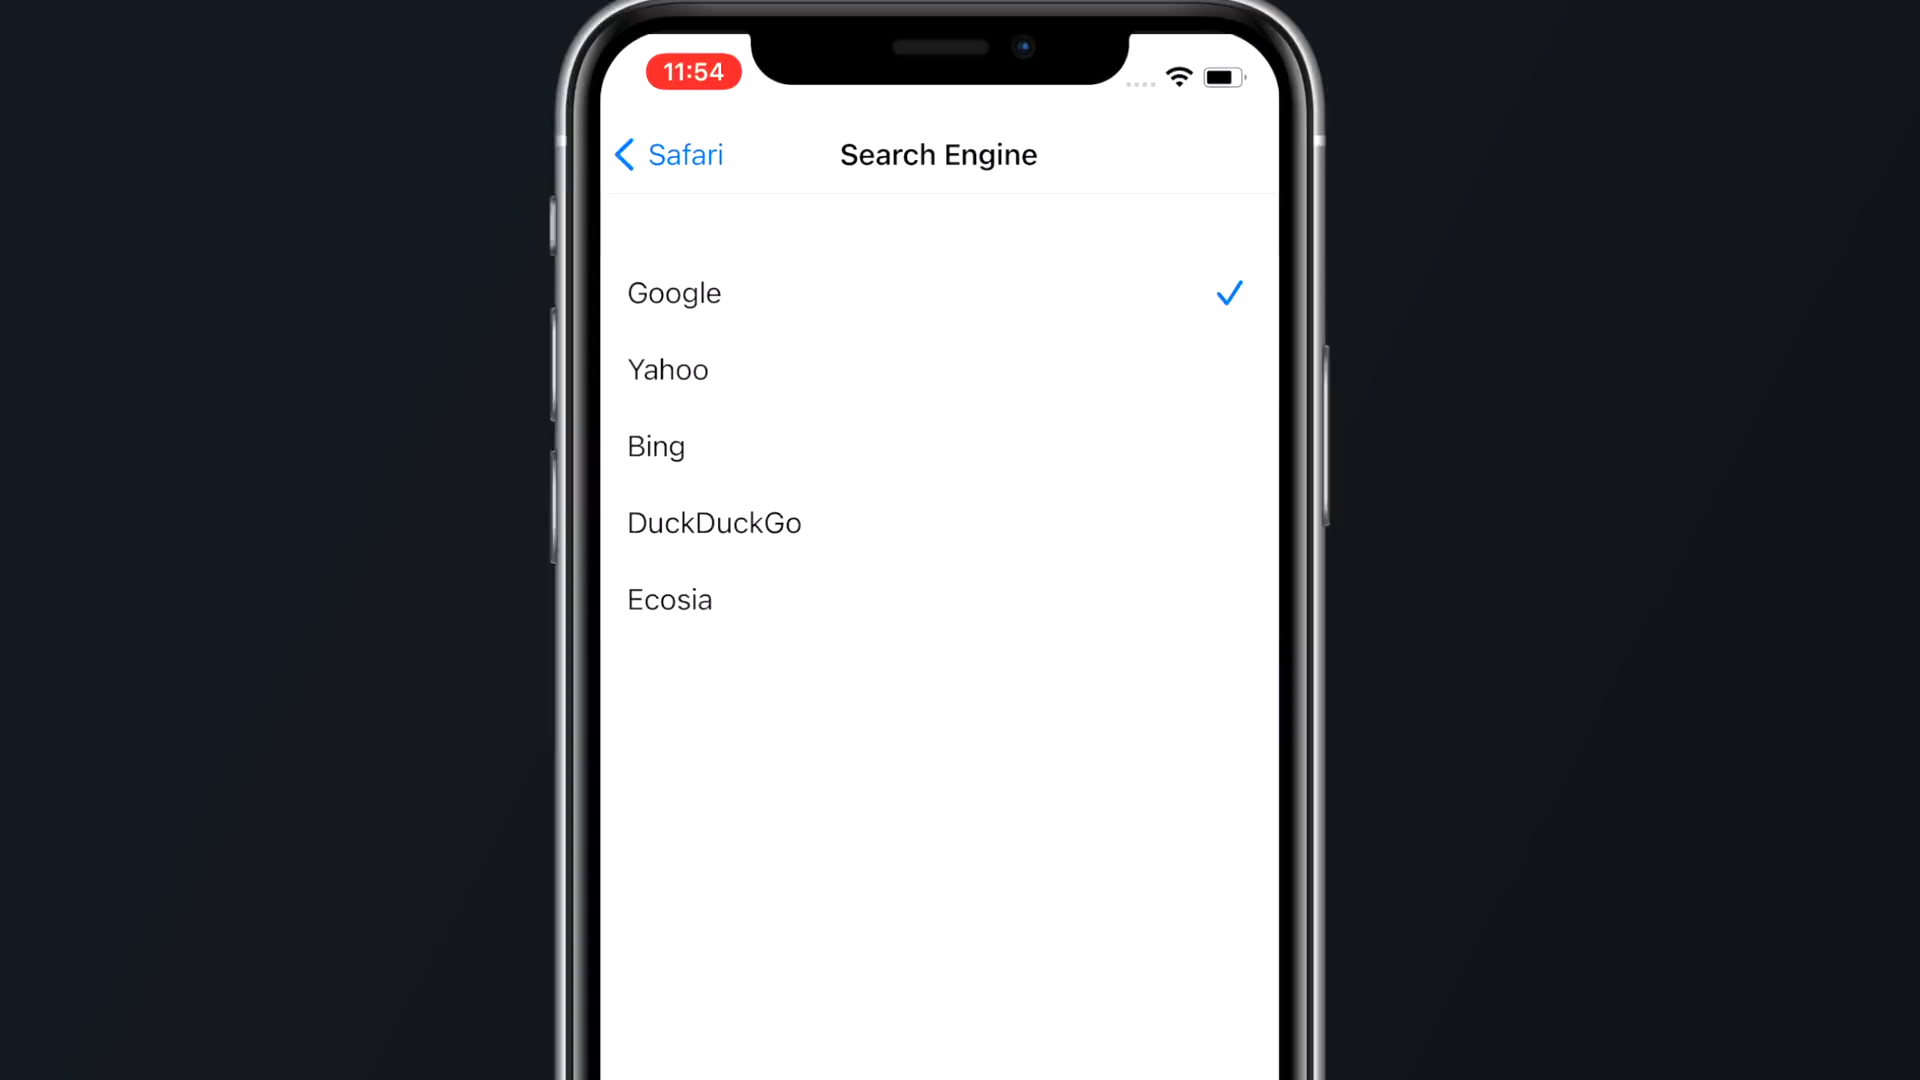 11:54
Safari
Search Engine
Google
Yahoo
Bing
DuckDuckGo
Ecosia